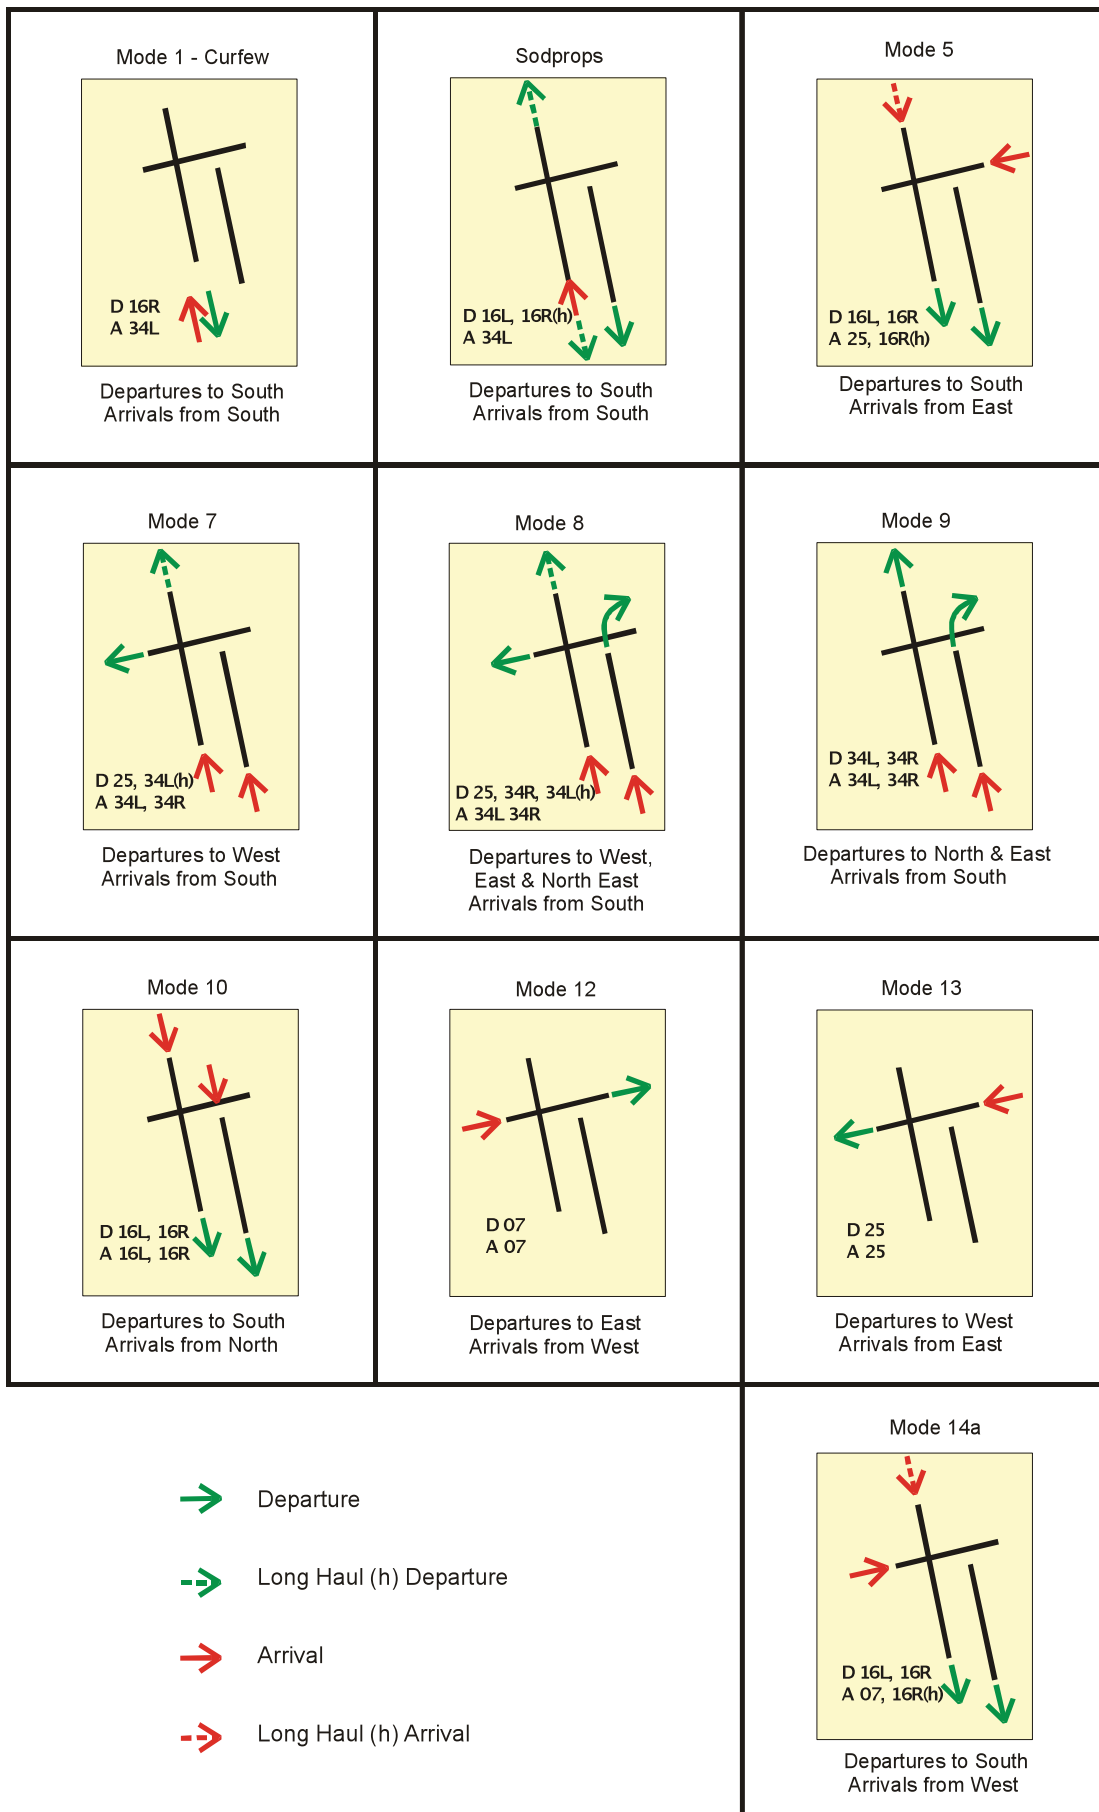 Mode 1 - Curfew
D 16R
A 34L
Departures to South
Arrivals from South
Sodprops
D 16L, 16R(h)
A 34L
Departures to South
Arrivals from South
Mode 5
D 16L, 16R
A 25, 16R(h)
Departures to South
Arrivals from East
Mode 7
D 25, 34L(h)
A 34L, 34R
Departures to West
Arrivals from South
Mode 8
D 25, 34R, 34L(h)
A 34L 34R
Departures to West,
East & North East
Arrivals from South
Mode 9
D 34L, 34R
A 34L, 34R
Departures to North & East
Arrivals from South
Mode 10
D 16L, 16R
A 16L, 16R
Departures to South
Arrivals from North
Mode 12
D 07
A 07
Departures to East
Arrivals from West
Mode 13
D 25
A 25
Departures to West
Arrivals from East
Departure
Long Haul (h) Departure
Arrival
Long Haul (h) Arrival
Mode 14a
D 16L, 16R
A 07, 16R(h)
Departures to South
Arrivals from West